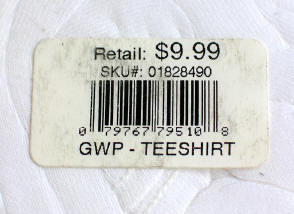 Retail: $9.99
SKU#: 01828490
0 79767 79510 8
GWP - TEESHIRT